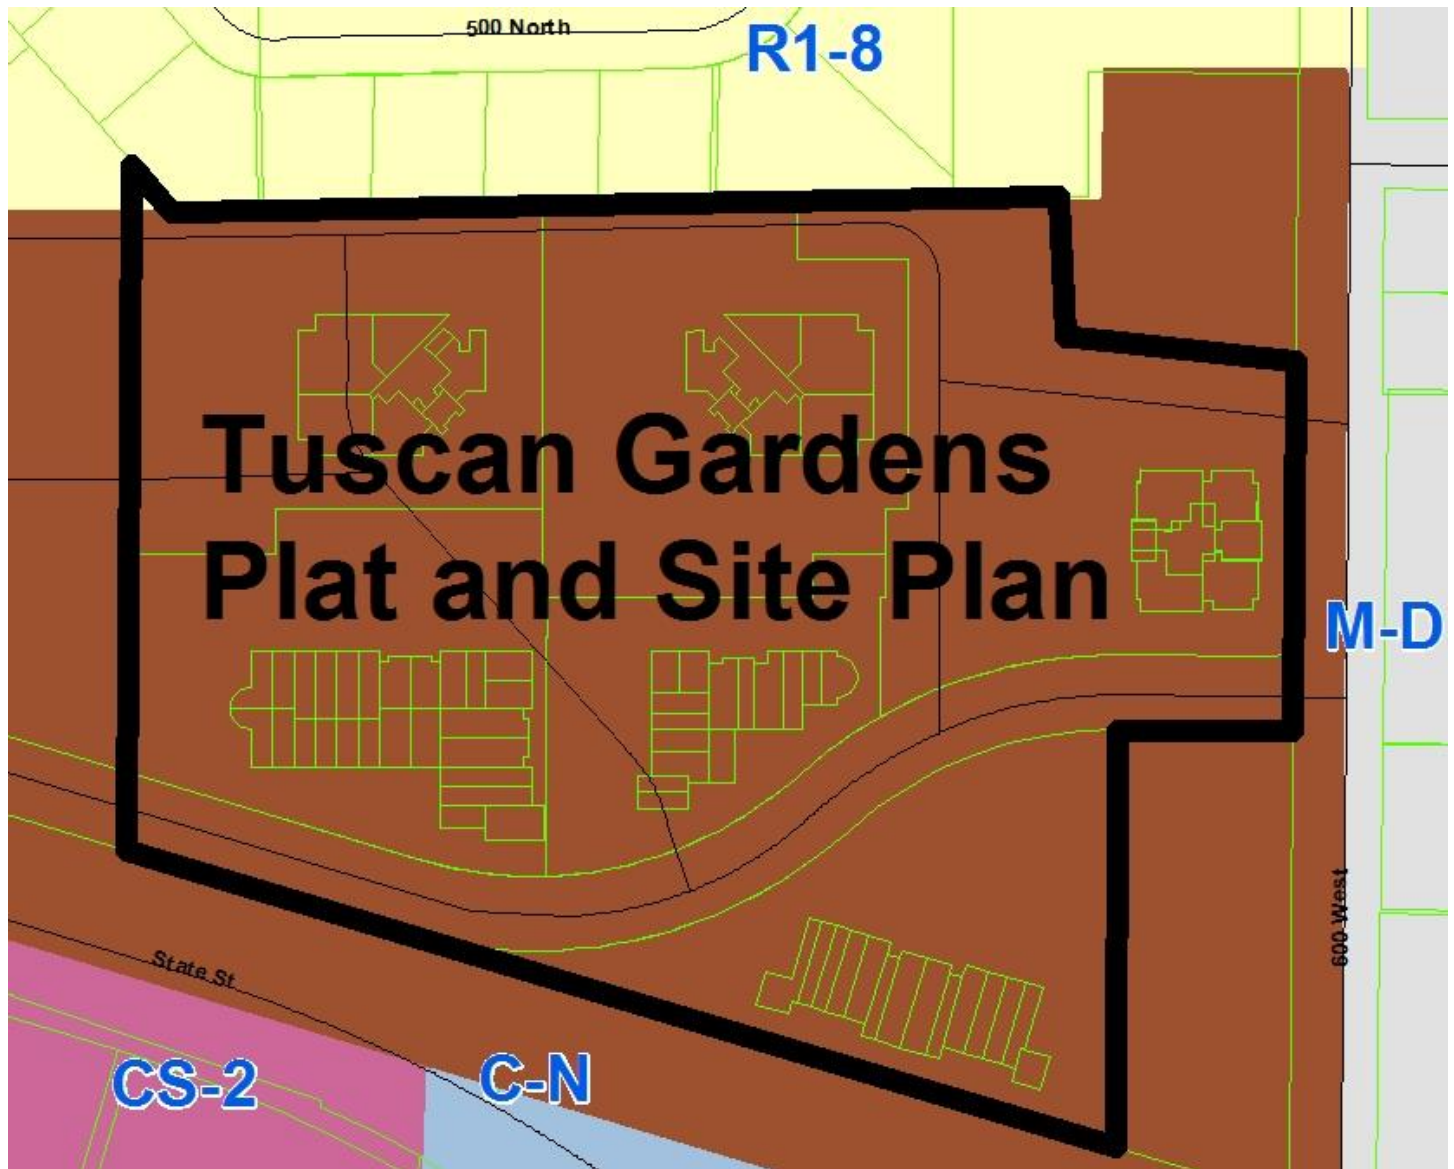 500 North
R1-8
Tuscan Gardens
Plat and Site Plan
M-D
600 West
State St
CS-2
C-N